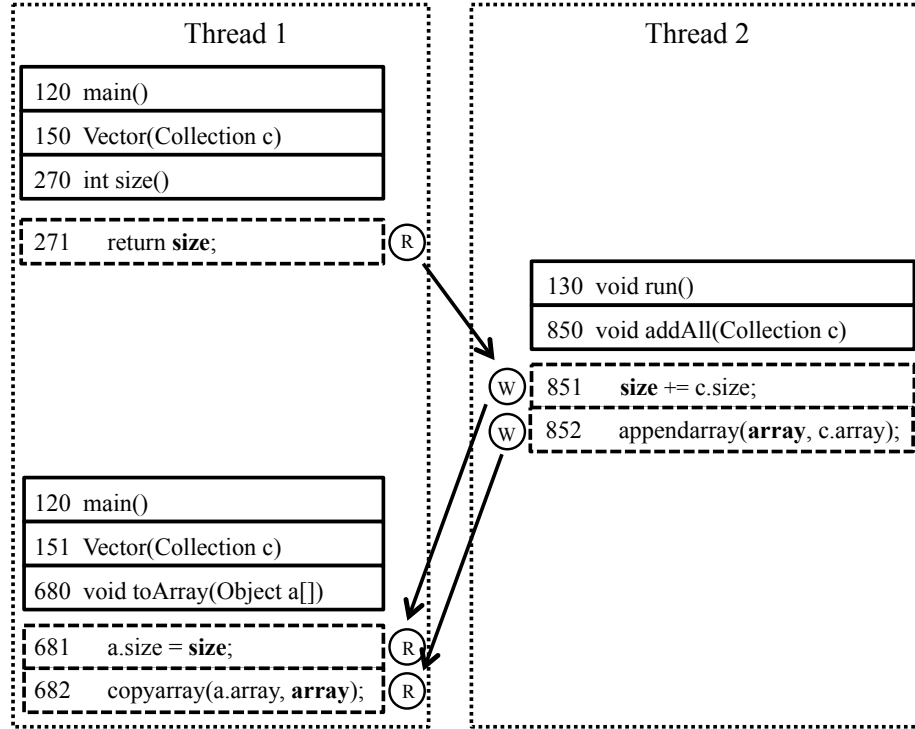 Thread 1
120 main()
150 Vector(Collection c)
270 int size()
271 return size;
R
Thread 2
130 void run()
850 void addAll(Collection c)
W
851 size += c.size;
W
852 appendarray(array, c.array);
120 main()
151 Vector(Collection c)
680 void toArray(Object a[])
681 a.size = size;
R
682 copyarray(a.array, array);
R